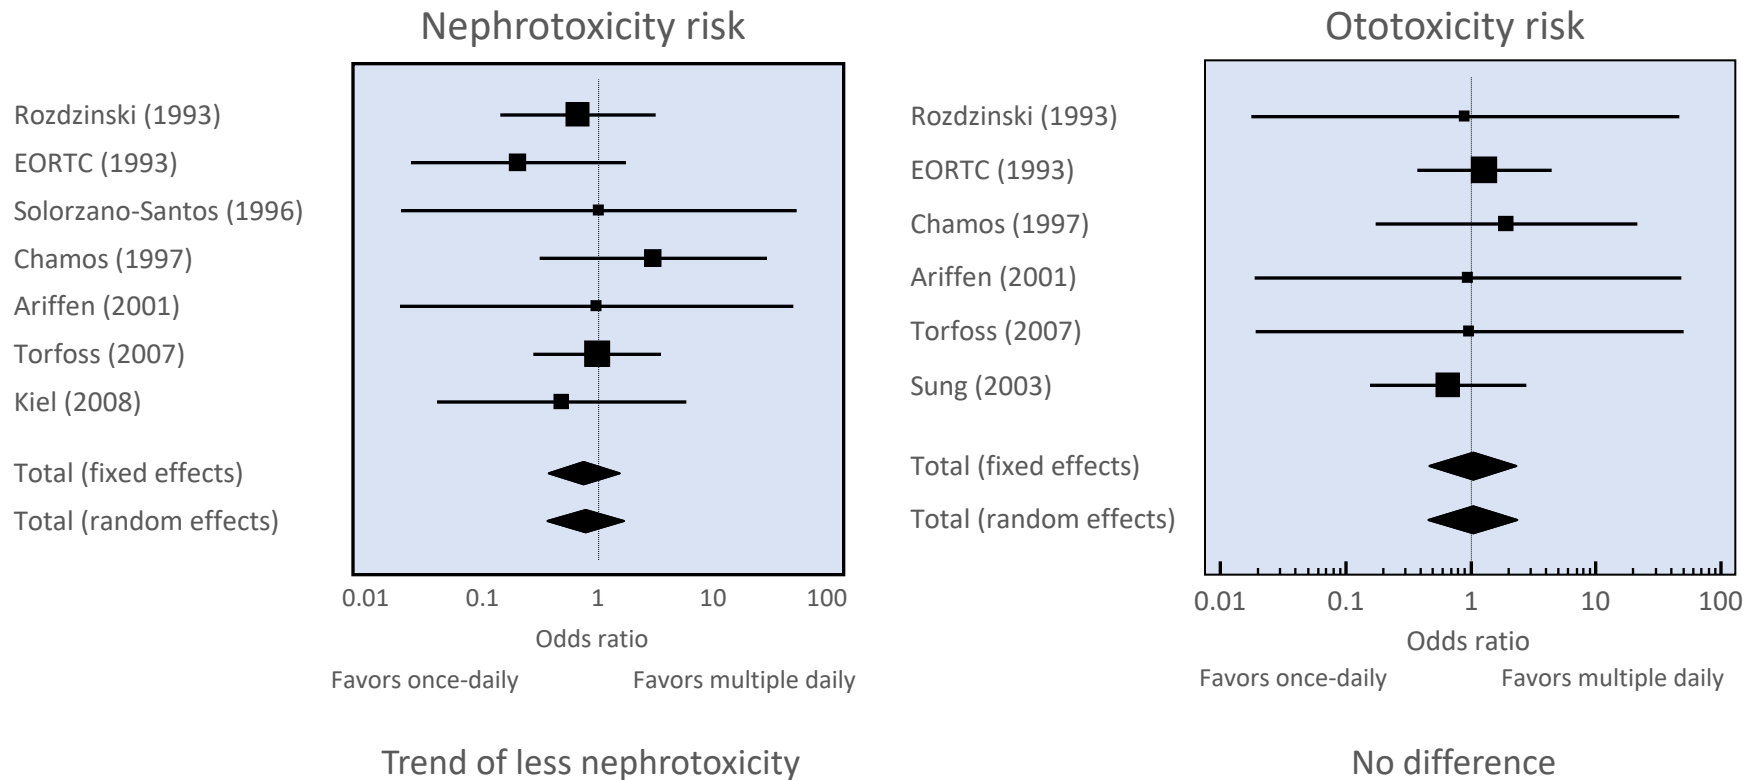 Nephrotoxicity risk
Rozdzinski (1993)
EORTC (1993)
Solorzano-Santos (1996)
Chamos (1997)
Ariffen (2001)
Torfoss (2007)
Kiel (2008)
Total (fixed effects)
Total (random effects)
0.01 0.1 1 10 100
Odds ratio
Favors once-daily Favors multiple daily
Trend of less nephrotoxicity
Ototoxicity risk
Rozdzinski (1993)
EORTC (1993)
Chamos (1997)
Ariffen (2001)
Torfoss (2007)
Sung (2003)
Total (fixed effects)
Total (random effects)
0.01 0.1 1 10 100
Odds ratio
Favors once-daily Favors multiple daily
No difference